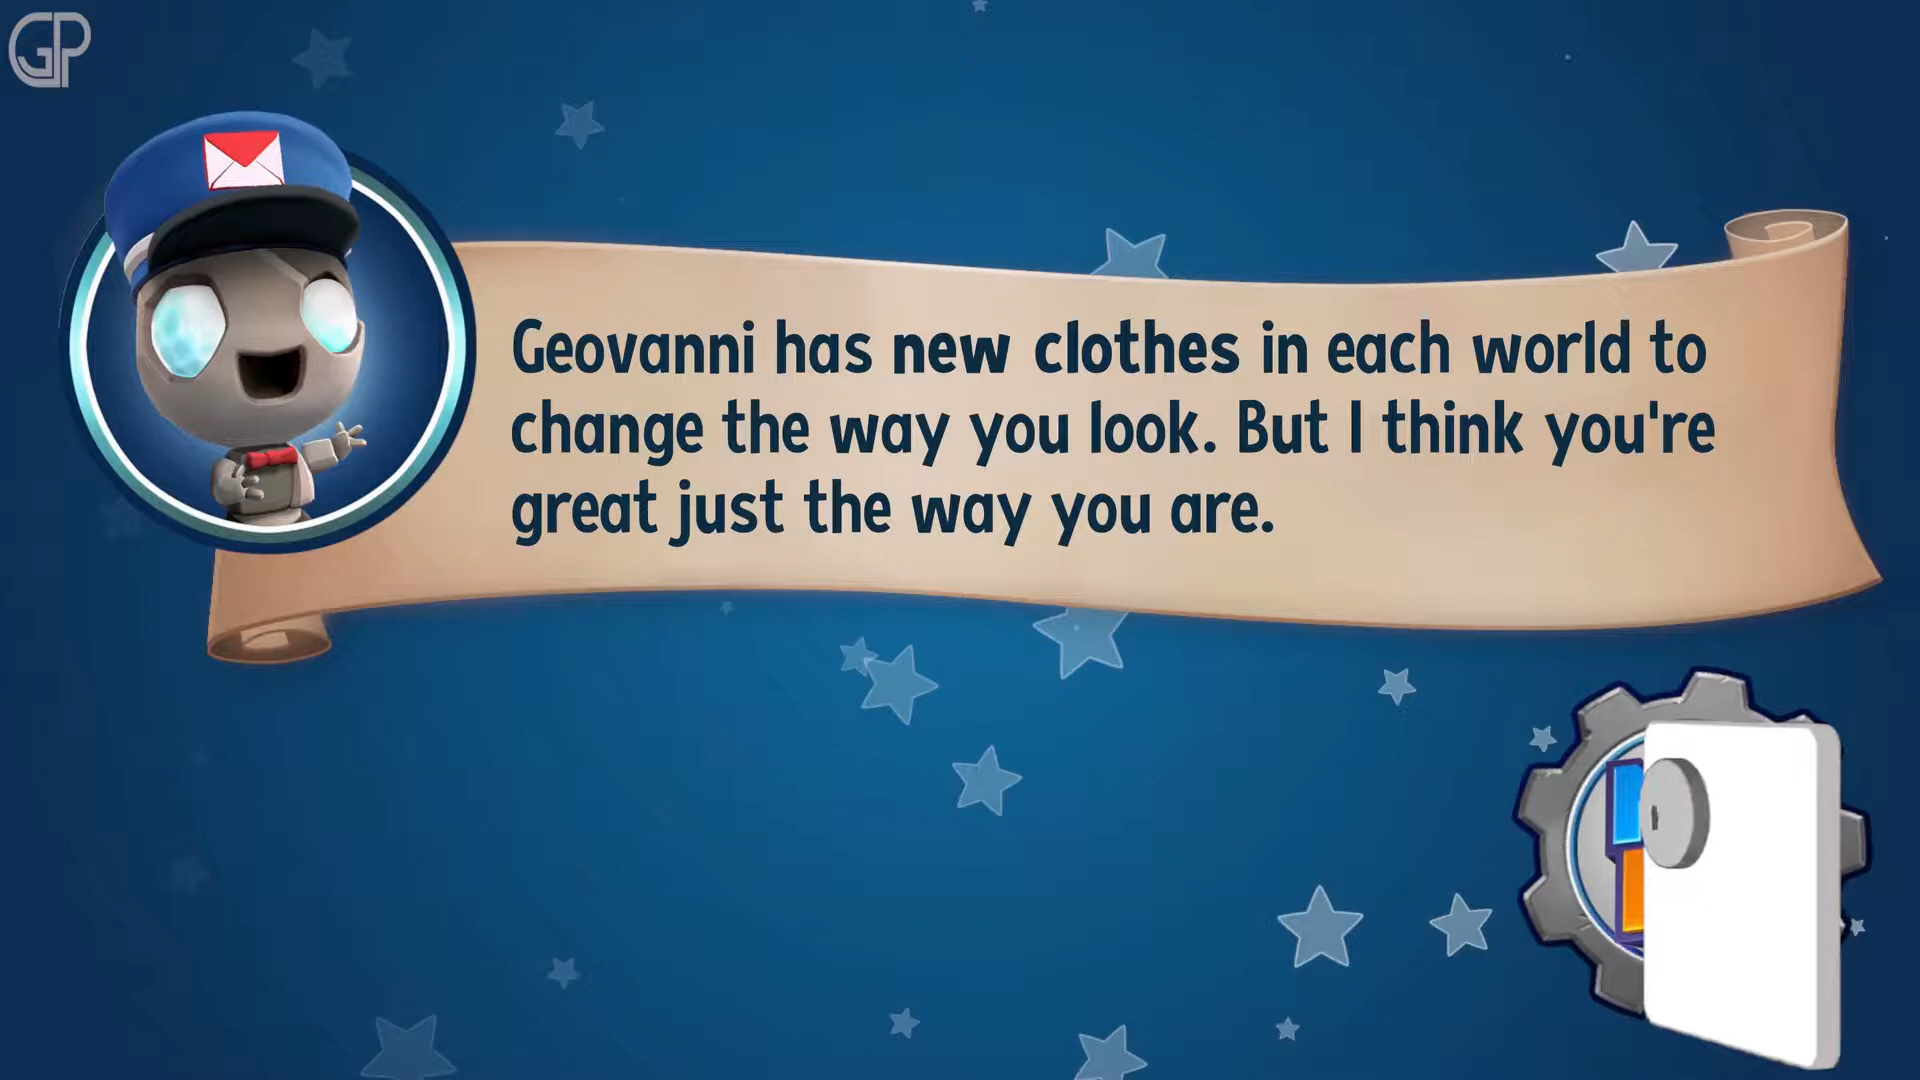 GP
Geovanni has new clothes in each world to
change the way you look. But I think you're
great just the way you are.